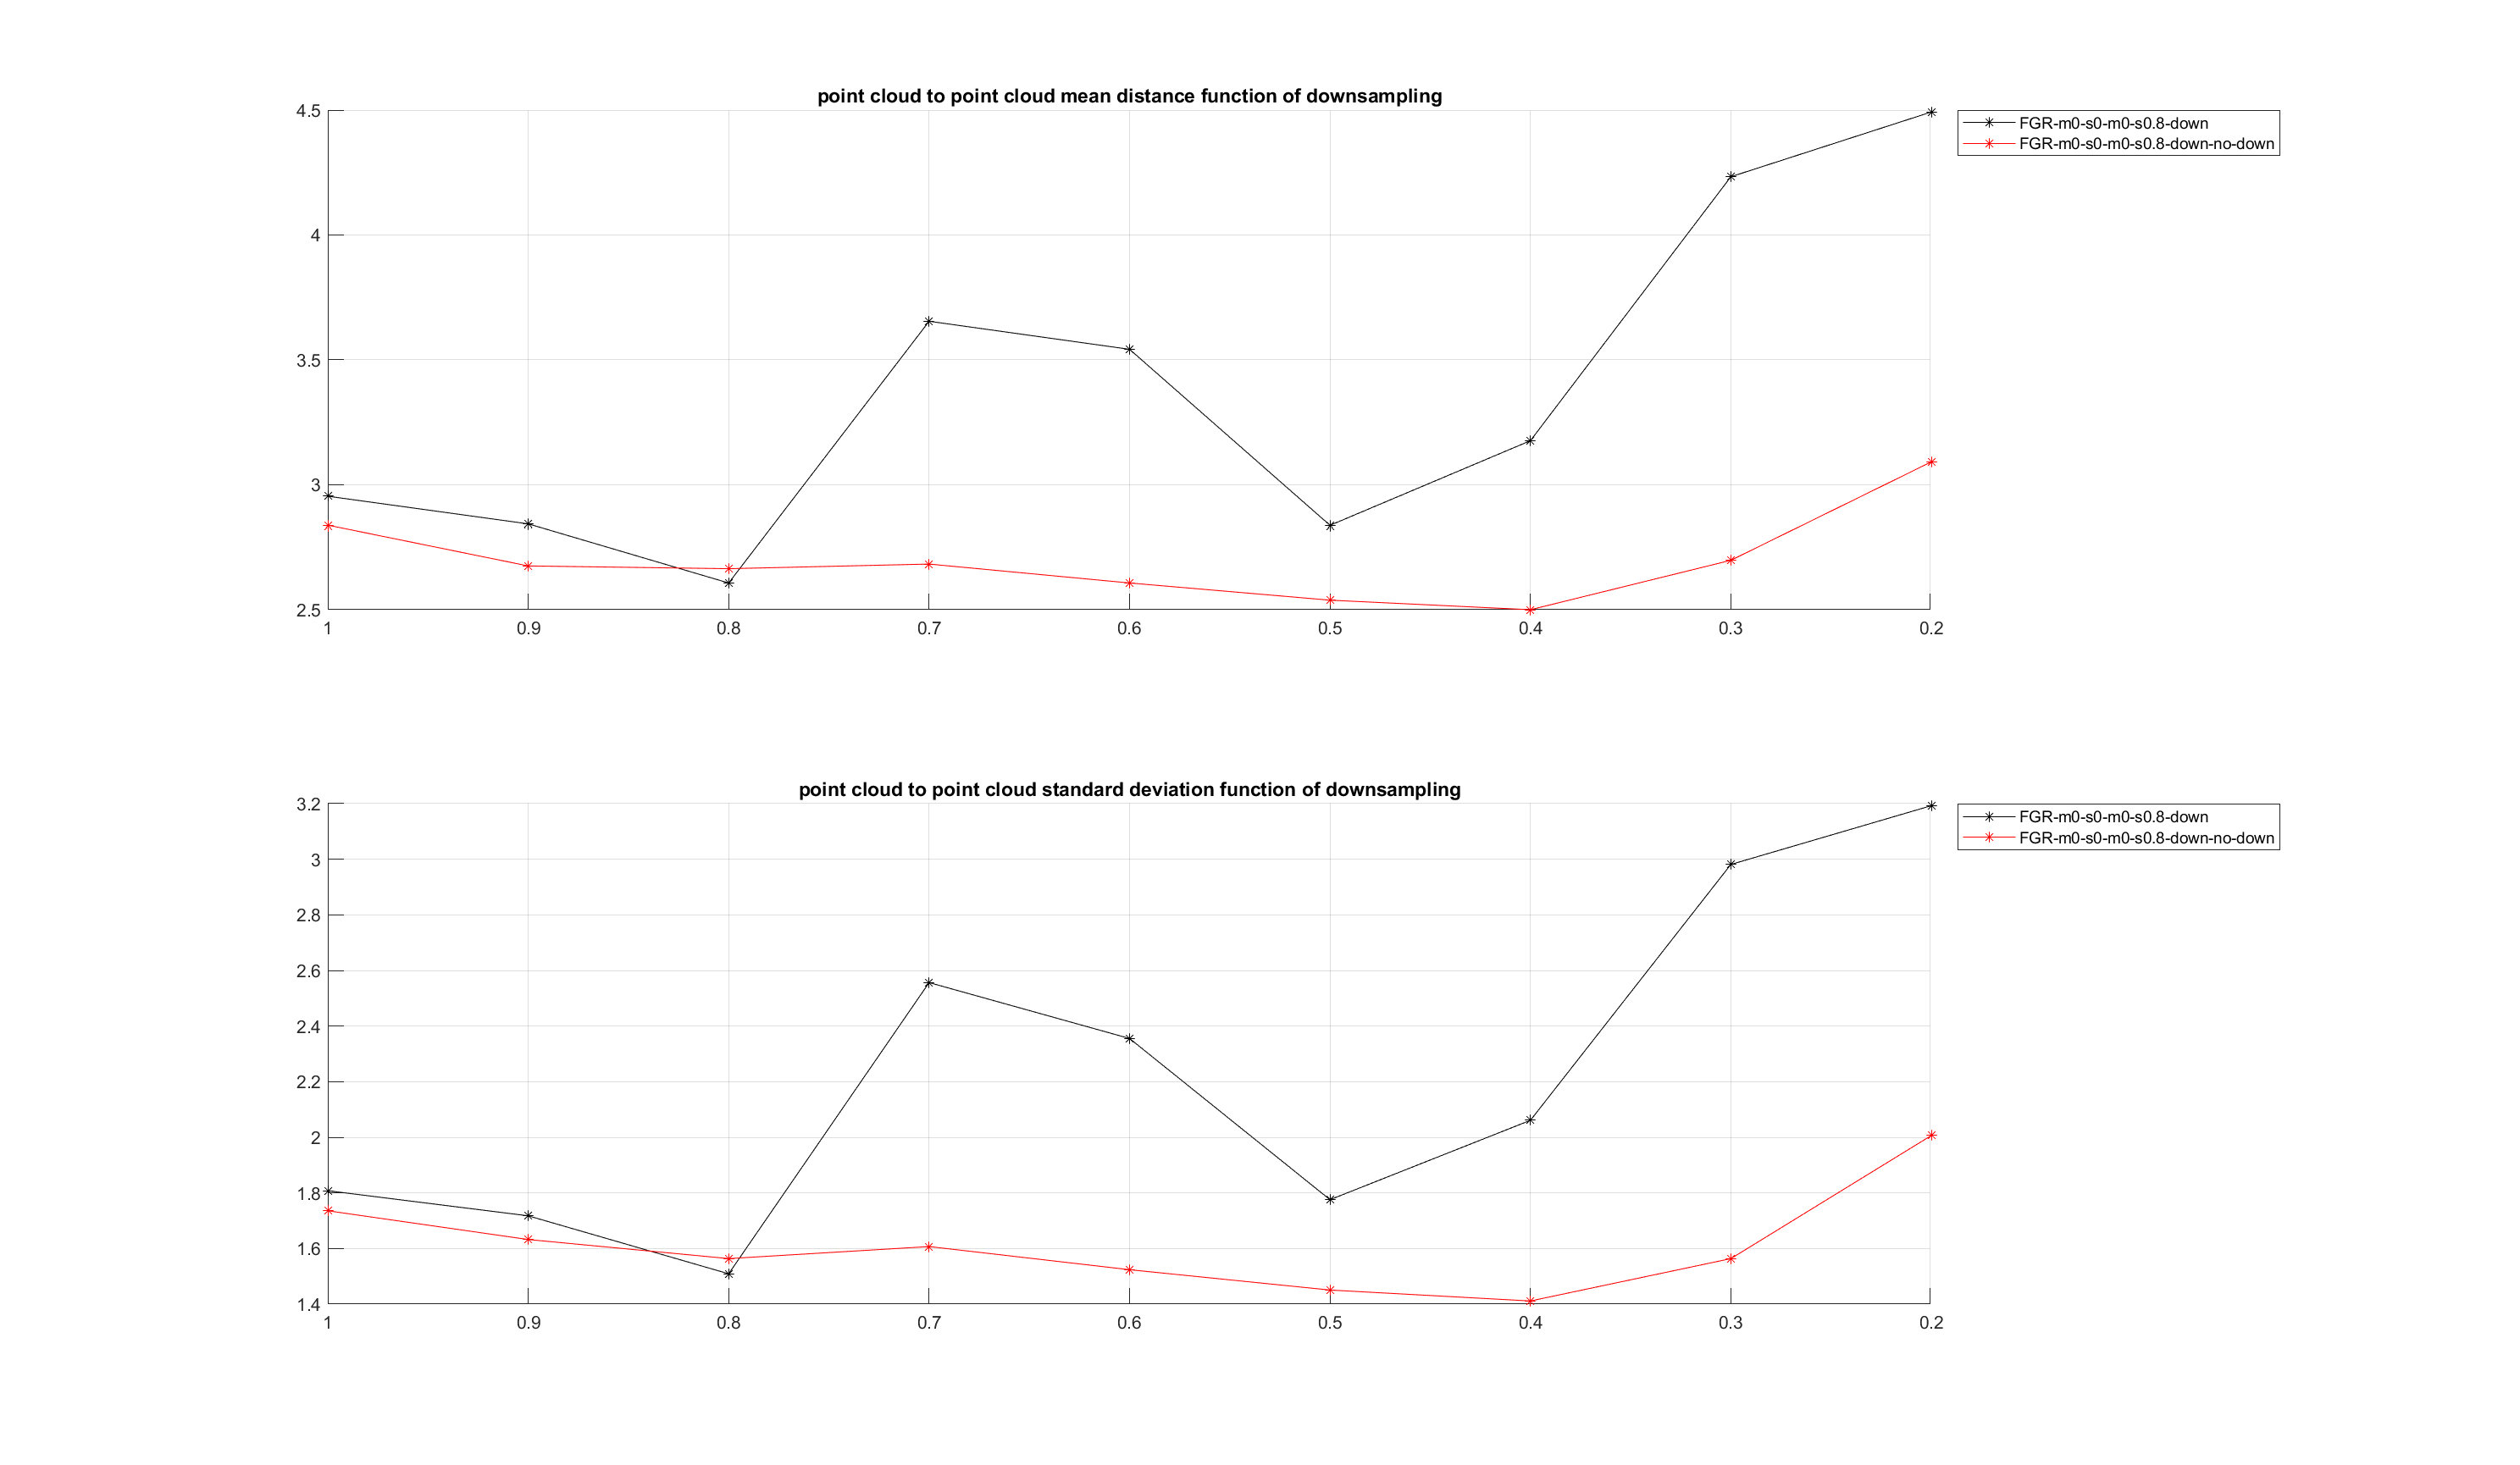 point cloud to point cloud mean distance function of downsampling
4.5
4
3.5
3
2.5
1 0.9 0.8 0.7 0.6 0.5 0.4 0.3 0.2
FGR-m0-s0-m0-s0.8-down
FGR-m0-s0-m0-s0.8-down-no-down
point cloud to point cloud standard deviation function of downsampling
3.2
3
2.8
2.6
2.4
2.2
2
1.8
1.6
1.4
1 0.9 0.8 0.7 0.6 0.5 0.4 0.3 0.2
FGR-m0-s0-m0-s0.8-down
FGR-m0-s0-m0-s0.8-down-no-down